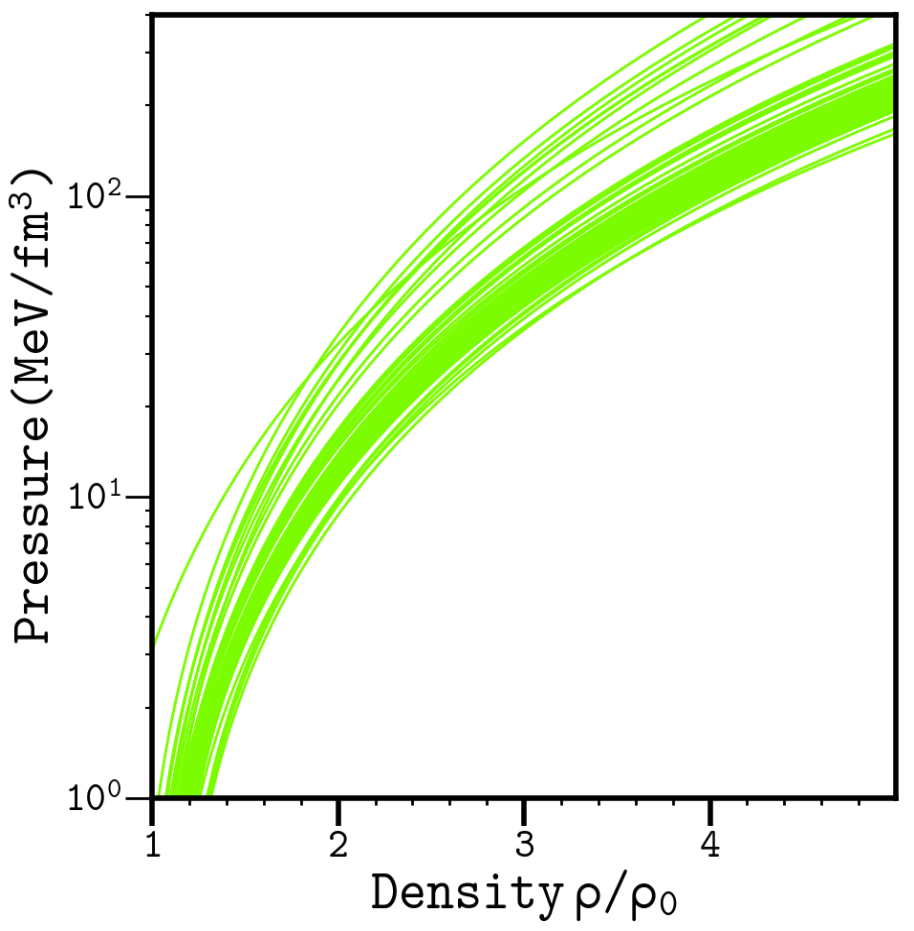 Pressure (MeV/fm³)
10²
10¹
10⁰
1 2 3 4
Density ρ/ρ₀